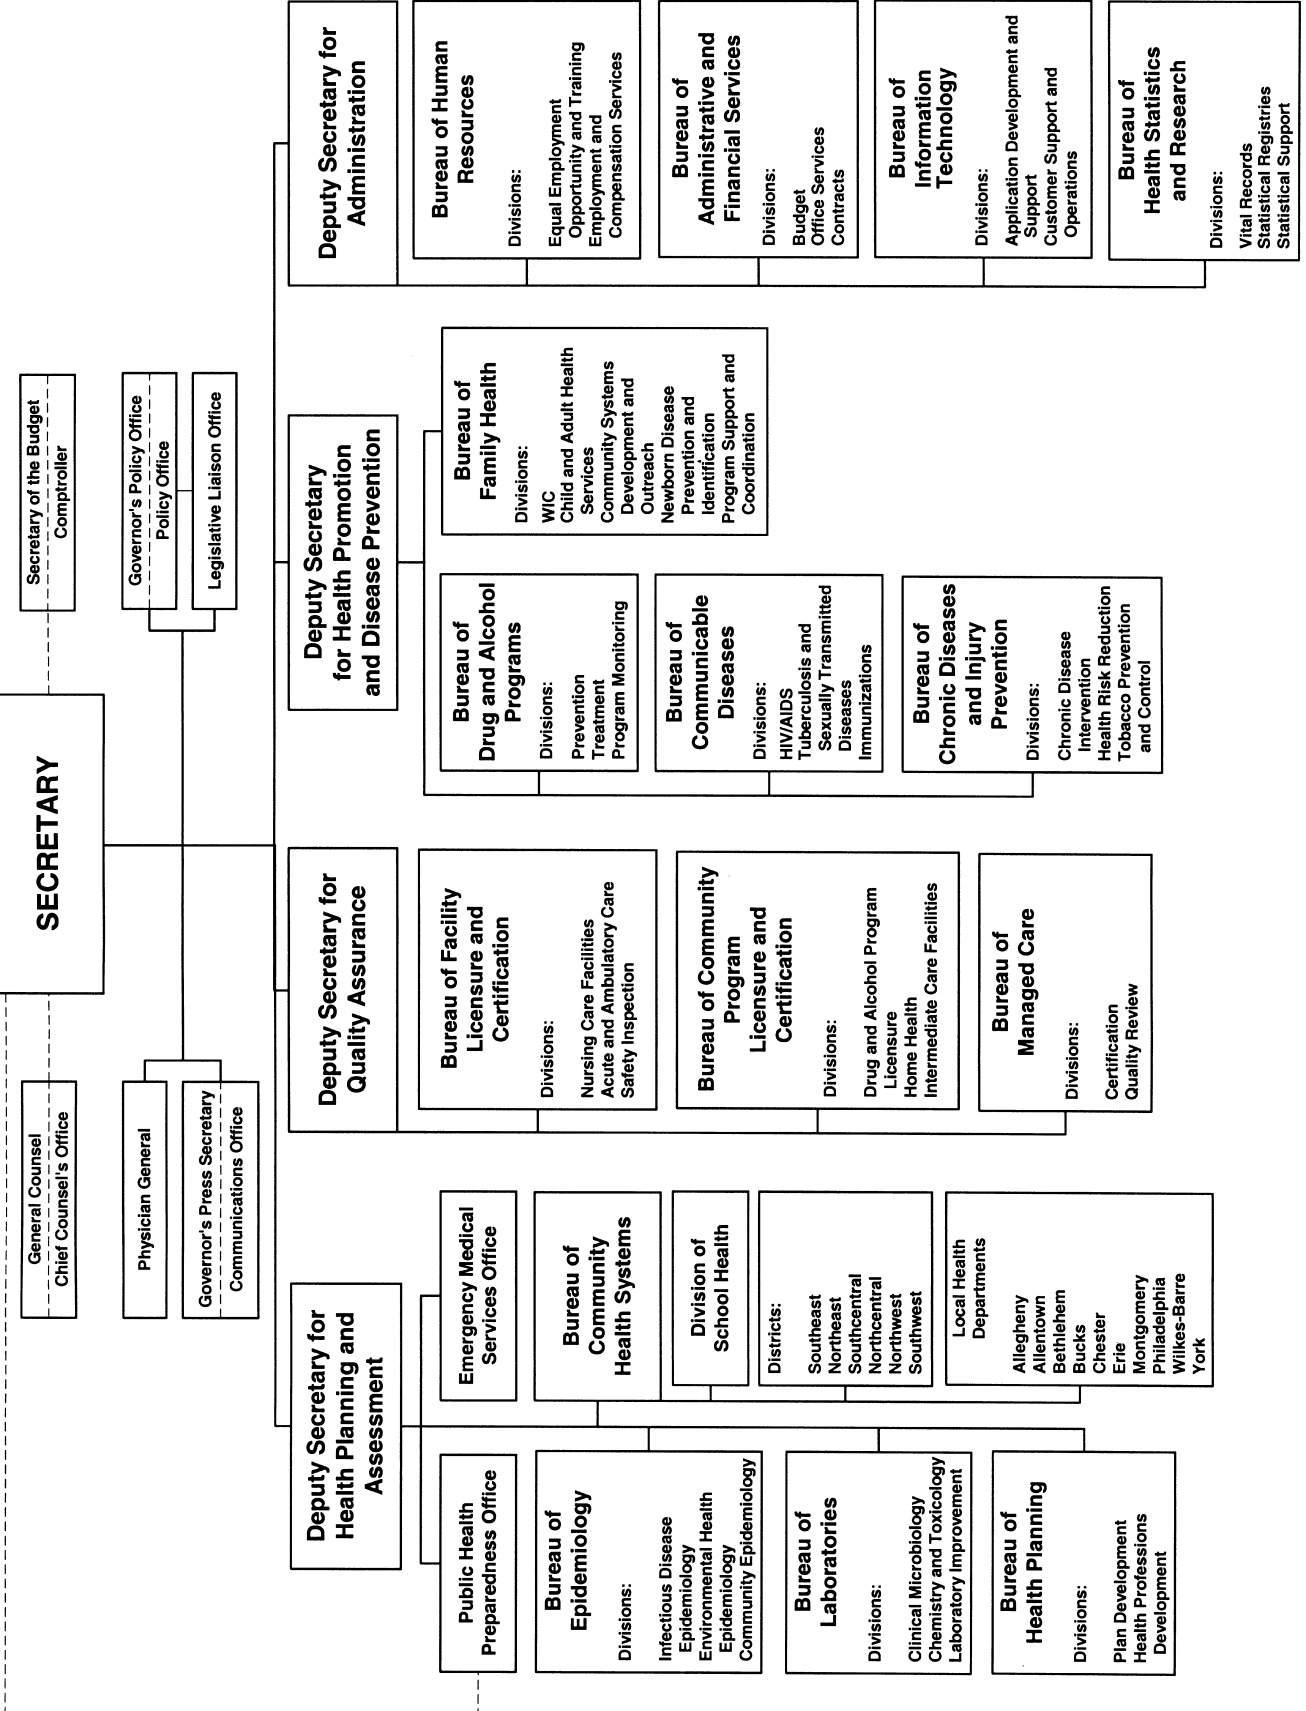 SECRETARY
General Counsel
Chief Counsel's Office
Secretary of the Budget
Comptroller
Physician General
Governor's Press Secretary
Communications Office
Governor's Policy Office
Policy Office
Legislative Liaison Office
Deputy Secretary for
Health Planning and
Assessment
Public Health
Preparedness Office
Emergency Medical
Services Office
Bureau of
Epidemiology
Divisions:
Infectious Disease
Epidemiology
Environmental Health
Epidemiology
Community Epidemiology
Bureau of
Laboratories
Divisions:
Clinical Microbiology
Chemistry and Toxicology
Laboratory Improvement
Bureau of
Health Planning
Divisions:
Plan Development
Health Professions
Development
Bureau of
Community
Health Systems
Division of
School Health
Districts:
Southeast
Northeast
Southcentral
Northcentral
Northwest
Southwest
Local Health
Departments
Allegheny
Allentown
Bethlehem
Bucks
Chester
Erie
Montgomery
Philadelphia
Wilkes-Barre
York
Deputy Secretary for
Quality Assurance
Bureau of Facility
Licensure and
Certification
Divisions:
Nursing Care Facilities
Acute and Ambulatory Care
Safety Inspection
Bureau of Community
Program
Licensure and
Certification
Divisions:
Drug and Alcohol Program
Licensure
Home Health
Intermediate Care Facilities
Bureau of
Managed Care
Divisions:
Certification
Quality Review
Deputy Secretary
for Health Promotion
and Disease Prevention
Bureau of
Drug and Alcohol
Programs
Divisions:
Prevention
Treatment
Program Monitoring
Bureau of
Communicable
Diseases
Divisions:
HIV/AIDS
Tuberculosis and
Sexually Transmitted
Diseases
Immunizations
Bureau of
Chronic Diseases
and Injury
Prevention
Divisions:
Chronic Disease
Intervention
Health Risk Reduction
Tobacco Prevention
and Control
Bureau of
Family Health
Divisions:
WIC
Child and Adult Health
Services
Community Systems
Development and
Outreach
Newborn Disease
Prevention and
Identification
Program Support and
Coordination
Deputy Secretary for
Administration
Bureau of Human
Resources
Divisions:
Equal Employment
Opportunity and Training
Employment and
Compensation Services
Bureau of
Administrative and
Financial Services
Divisions:
Budget
Office Services
Contracts
Bureau of
Information
Technology
Divisions:
Application Development and
Support
Customer Support and
Operations
Bureau of
Health Statistics
and Research
Divisions:
Vital Records
Statistical Registries
Statistical Support